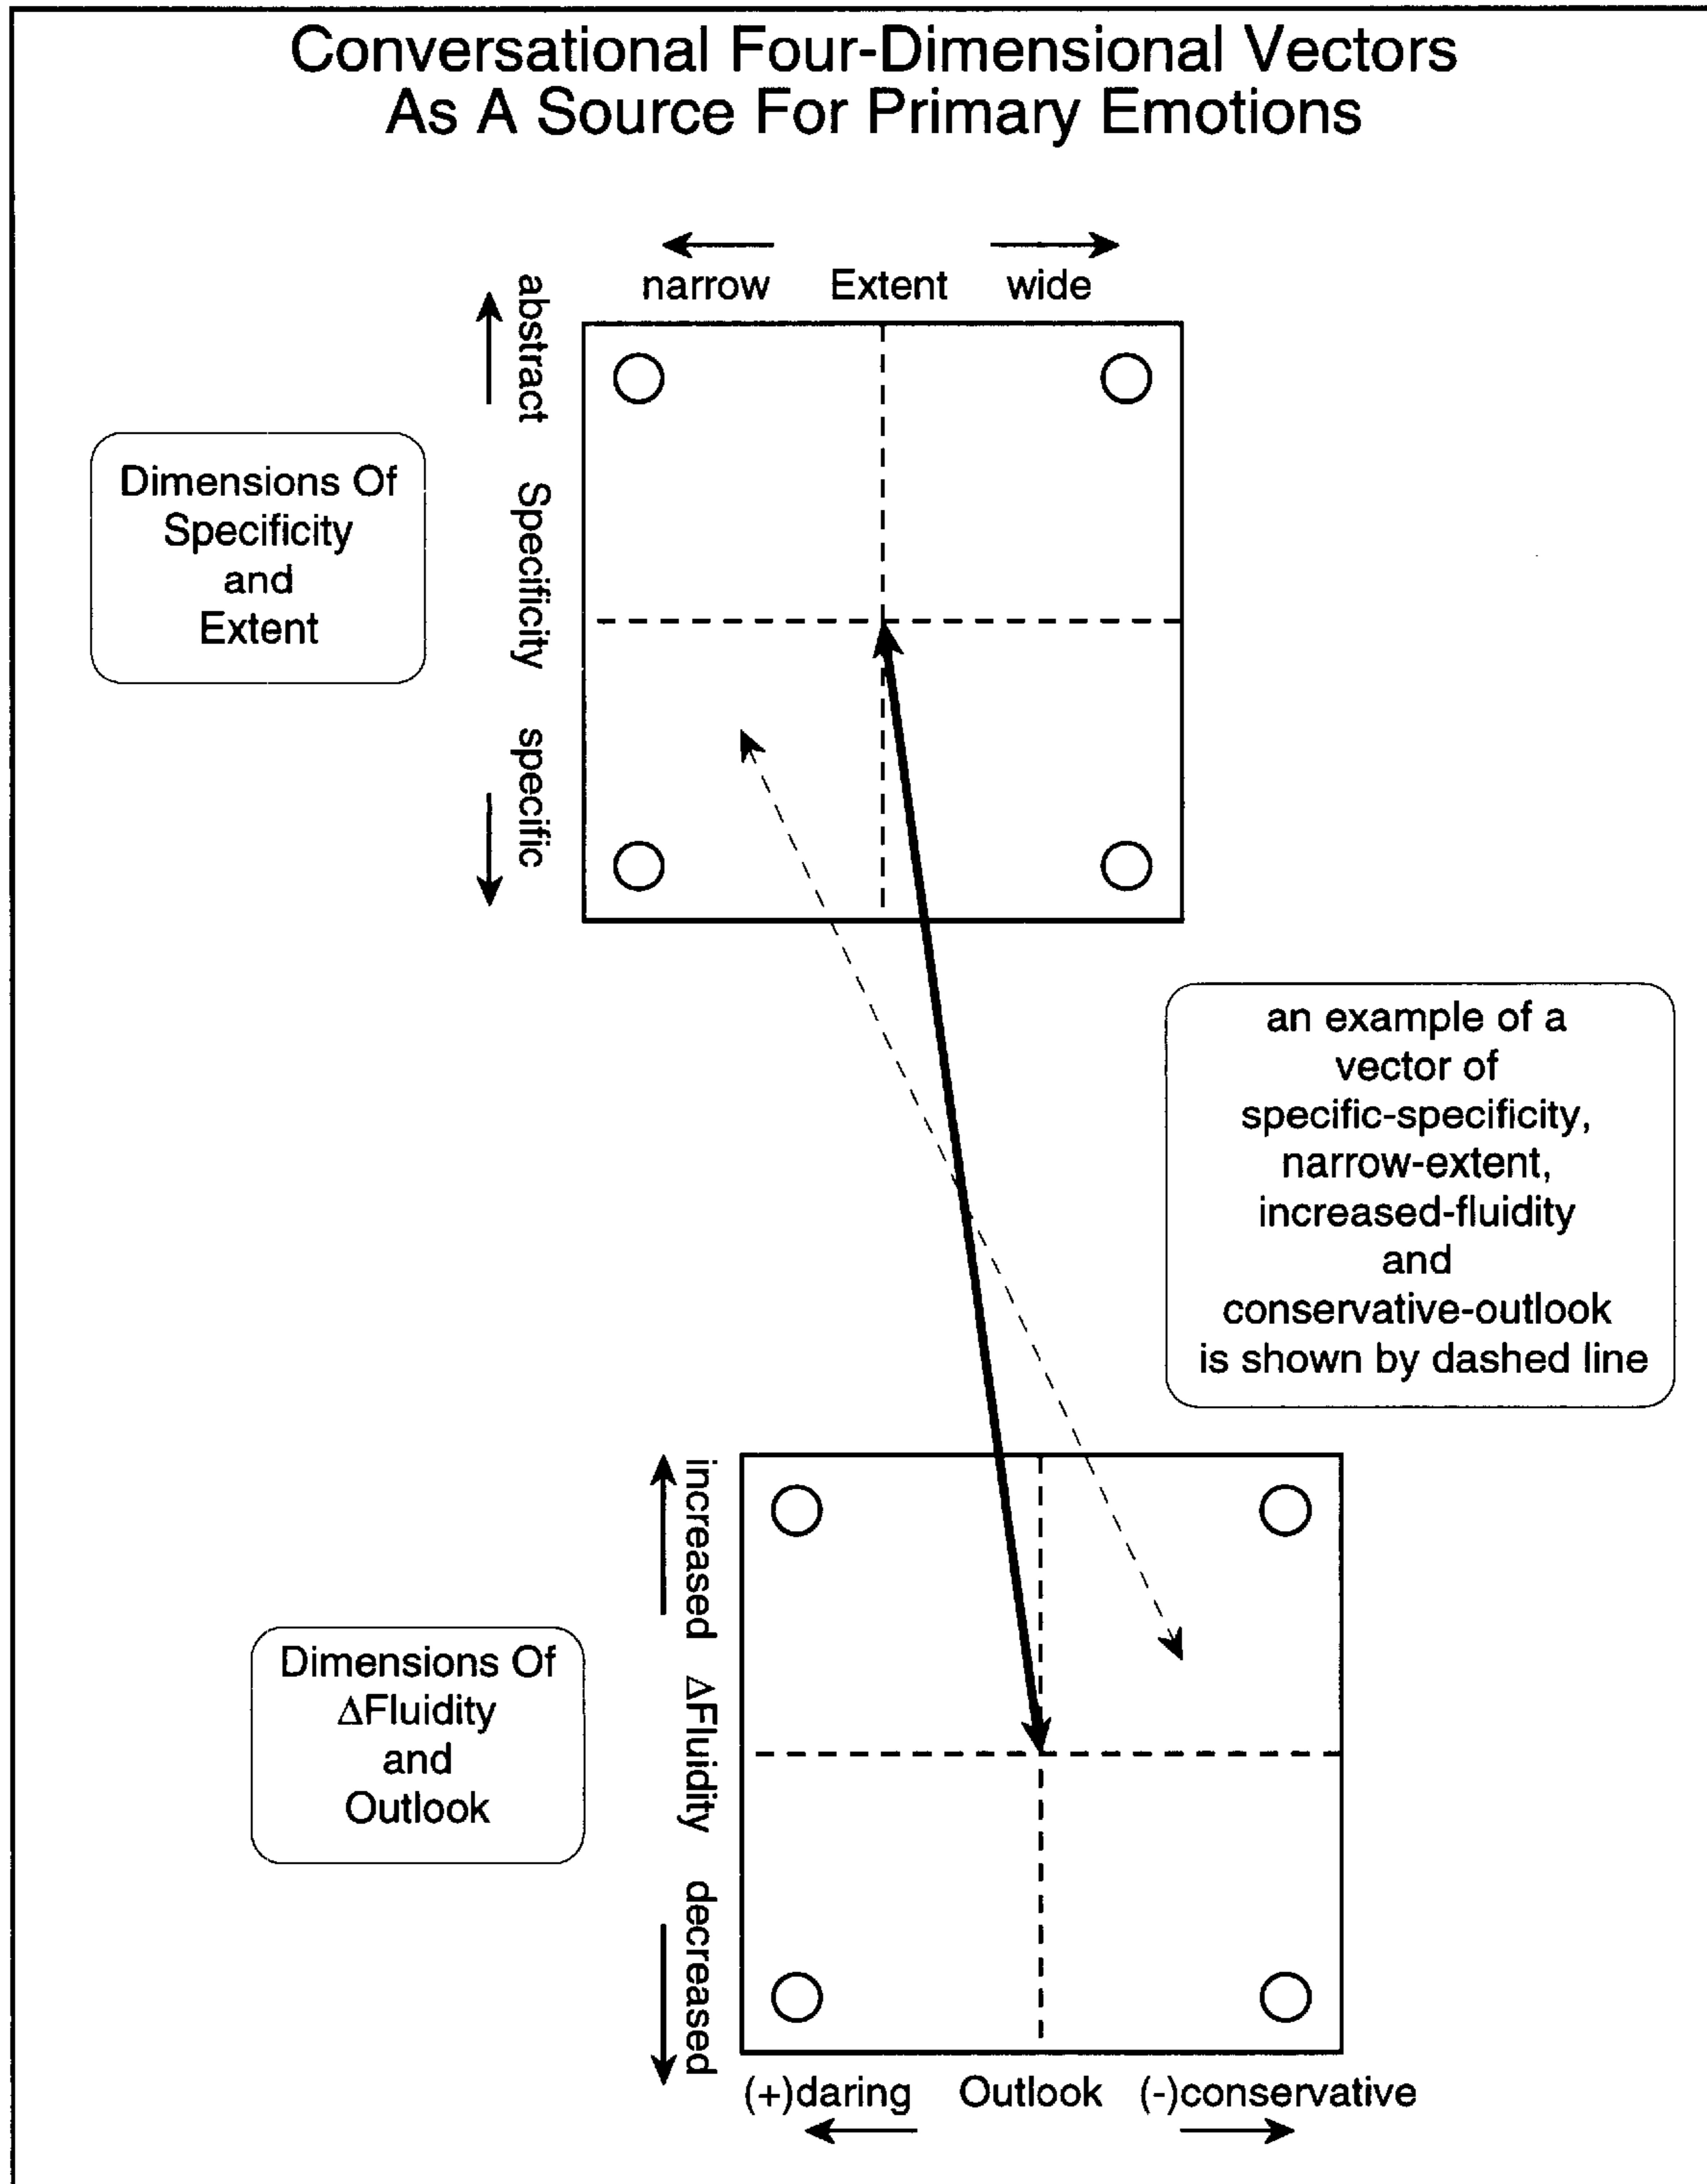 Conversational Four-Dimensional Vectors
As A Source For Primary Emotions
narrow Extent wide
abstract Specificity specific
Dimensions Of
Specificity
and
Extent
an example of a
vector of
specific-specificity,
narrow-extent,
increased-fluidity
and
conservative-outlook
is shown by dashed line
increased ΔFluidity decreased
Dimensions Of
ΔFluidity
and
Outlook
(+)daring Outlook (-)conservative